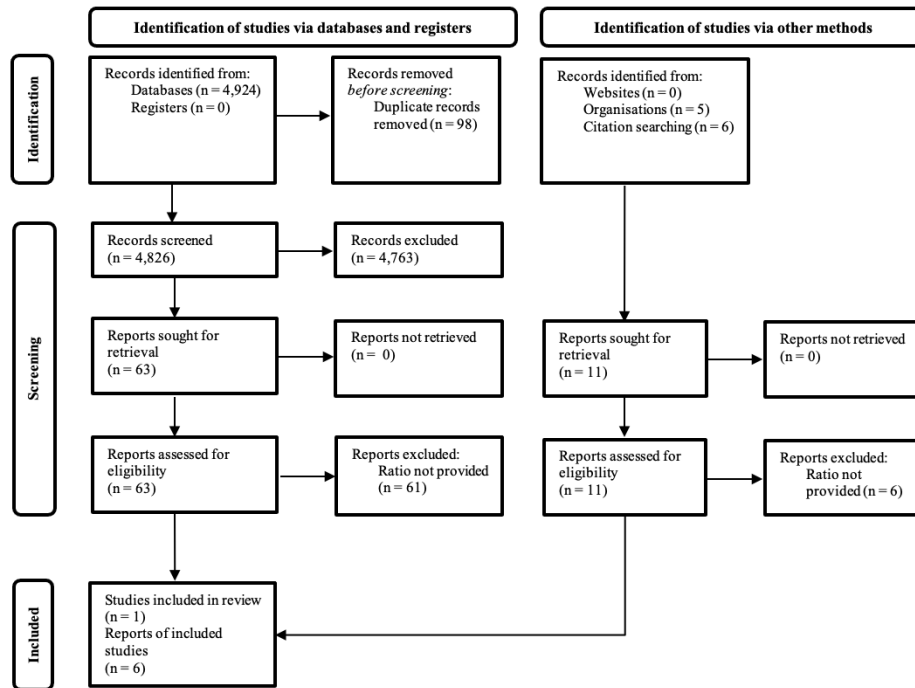 Identification of studies via databases and registers
Identification of studies via other methods
Identification
Records identified from:
Databases (n = 4,924)
Registers (n = 0)
Records removed
before screening:
Duplicate records
removed (n = 98)
Records identified from:
Websites (n = 0)
Organisations (n = 5)
Citation searching (n = 6)
Screening
Records screened
(n = 4,826)
Records excluded
(n = 4,763)
Reports sought for
retrieval
(n = 63)
Reports not retrieved
(n = 0)
Reports sought for
retrieval
(n = 11)
Reports not retrieved
(n = 0)
Reports assessed for
eligibility
(n = 63)
Reports excluded:
Ratio not provided
(n = 61)
Reports assessed for
eligibility
(n = 11)
Reports excluded:
Ratio not
provided (n = 6)
Included
Studies included in review
(n = 1)
Reports of included
studies
(n = 6)